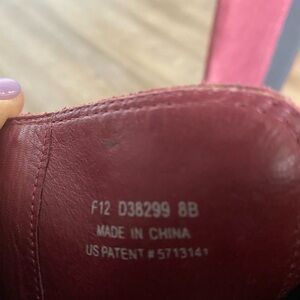 F12 D38299 8B
MADE IN CHINA
US PATENT # 5713141